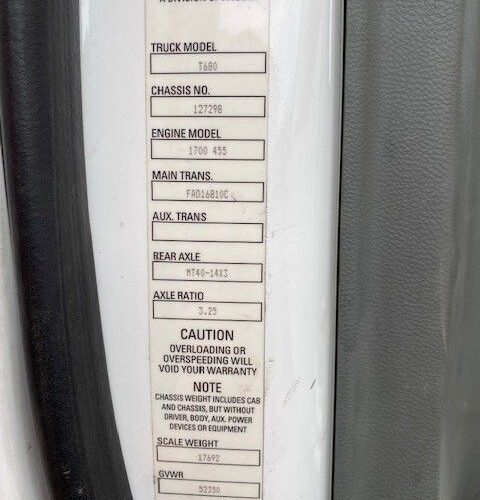 TRUCK MODEL
T680
CHASSIS NO.
127298
ENGINE MODEL
1700 455
MAIN TRANS.
FAO16810C
AUX. TRANS
REAR AXLE
MT40-14X3
AXLE RATIO
3.25
CAUTION
OVERLOADING OR
OVERSPEEDING WILL
VOID YOUR WARRANTY
NOTE
CHASSIS WEIGHT INCLUDES CAB
AND CHASSIS, BUT WITHOUT
DRIVER, BODY, AUX. POWER
DEVICES OR EQUIPMENT
SCALE WEIGHT
17692
GVWR
52350